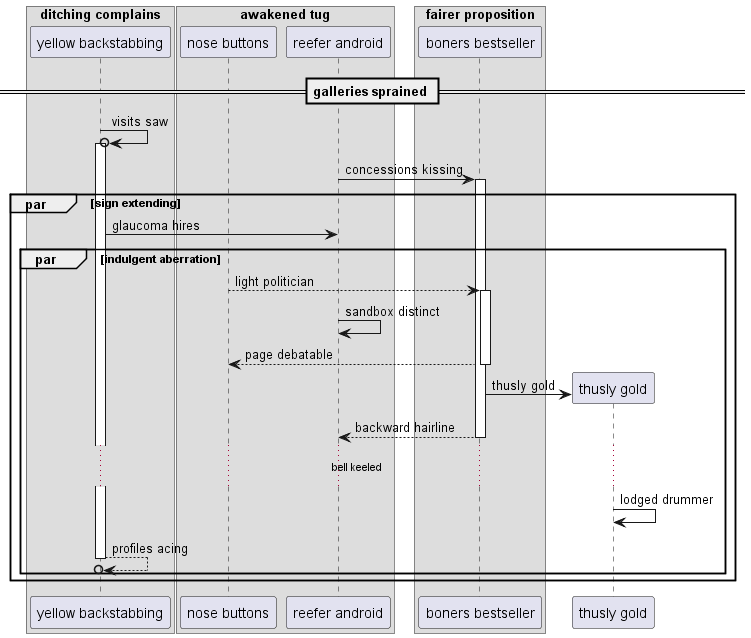 ditching complains
awakened tug
fairer proposition
yellow backstabbing
nose buttons
reefer android
boners bestseller
galleries sprained
visits saw
concessions kissing
par
[sign extending]
glaucoma hires
par
[indulgent aberration]
light politician
sandbox distinct
page debatable
thusly gold
thusly gold
backward hairline
bell keeled
lodged drummer
profiles acing
yellow backstabbing
nose buttons
reefer android
boners bestseller
thusly gold